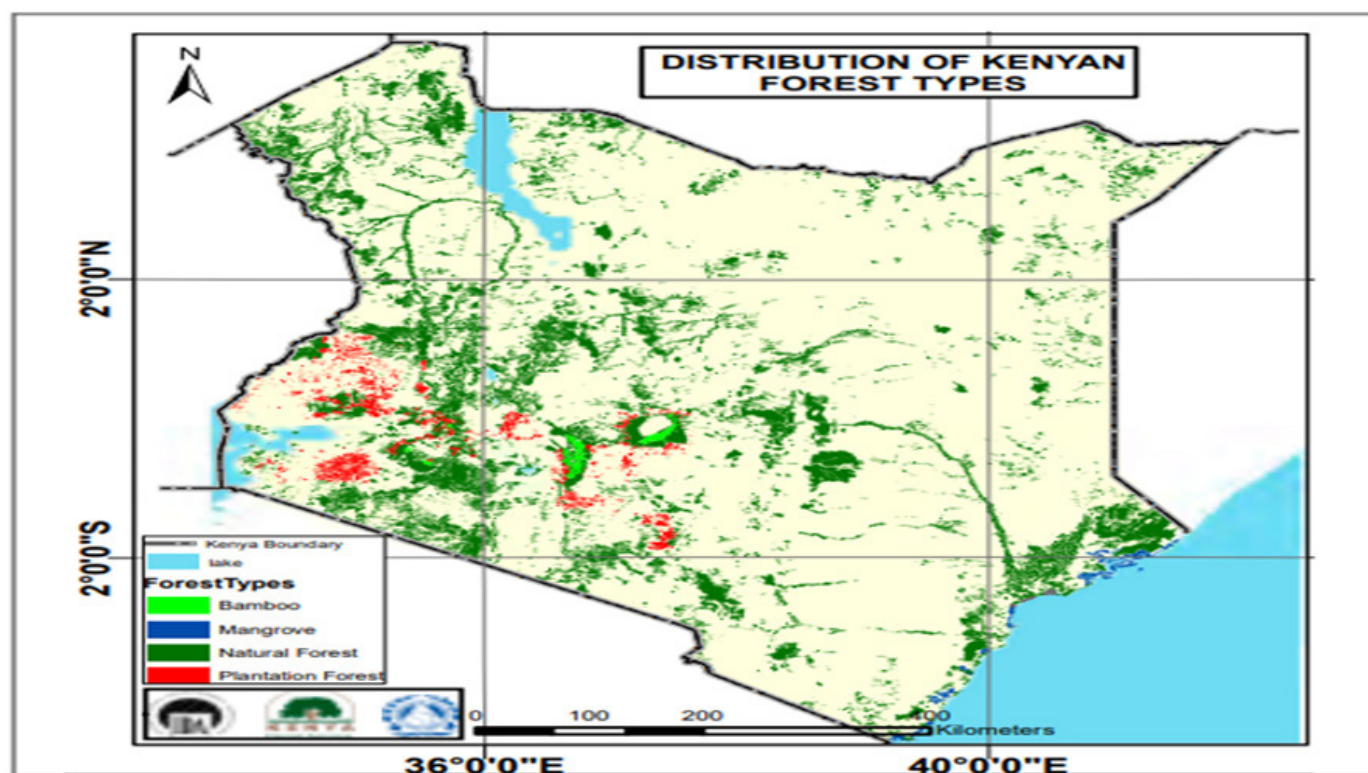 N
DISTRIBUTION OF KENYAN
FOREST TYPES
2°0'0"N
2°0'0"S
Kenya Boundary
lake
ForestTypes
Bamboo
Mangrove
Natural Forest
Plantation Forest
KENYA
0 100 200 400
Kilometers
36°0'0"E 40°0'0"E